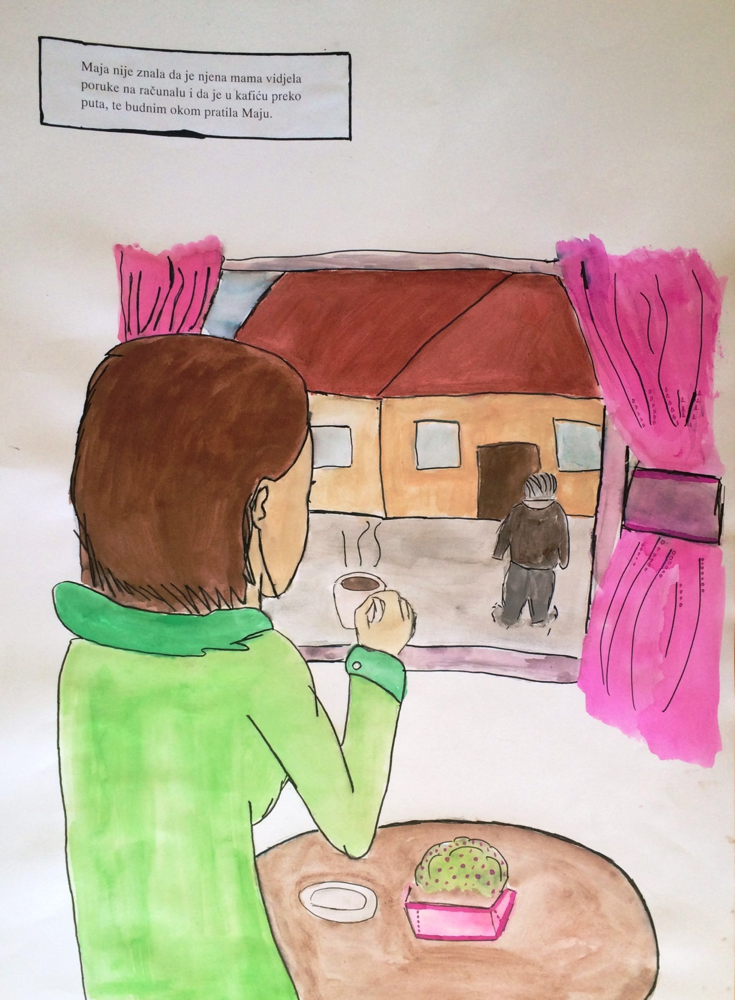 Maja nije znala da je njena mama vidjela
poruke na računalu i da je u kafiću preko
puta, te budnim okom pratila Maju.